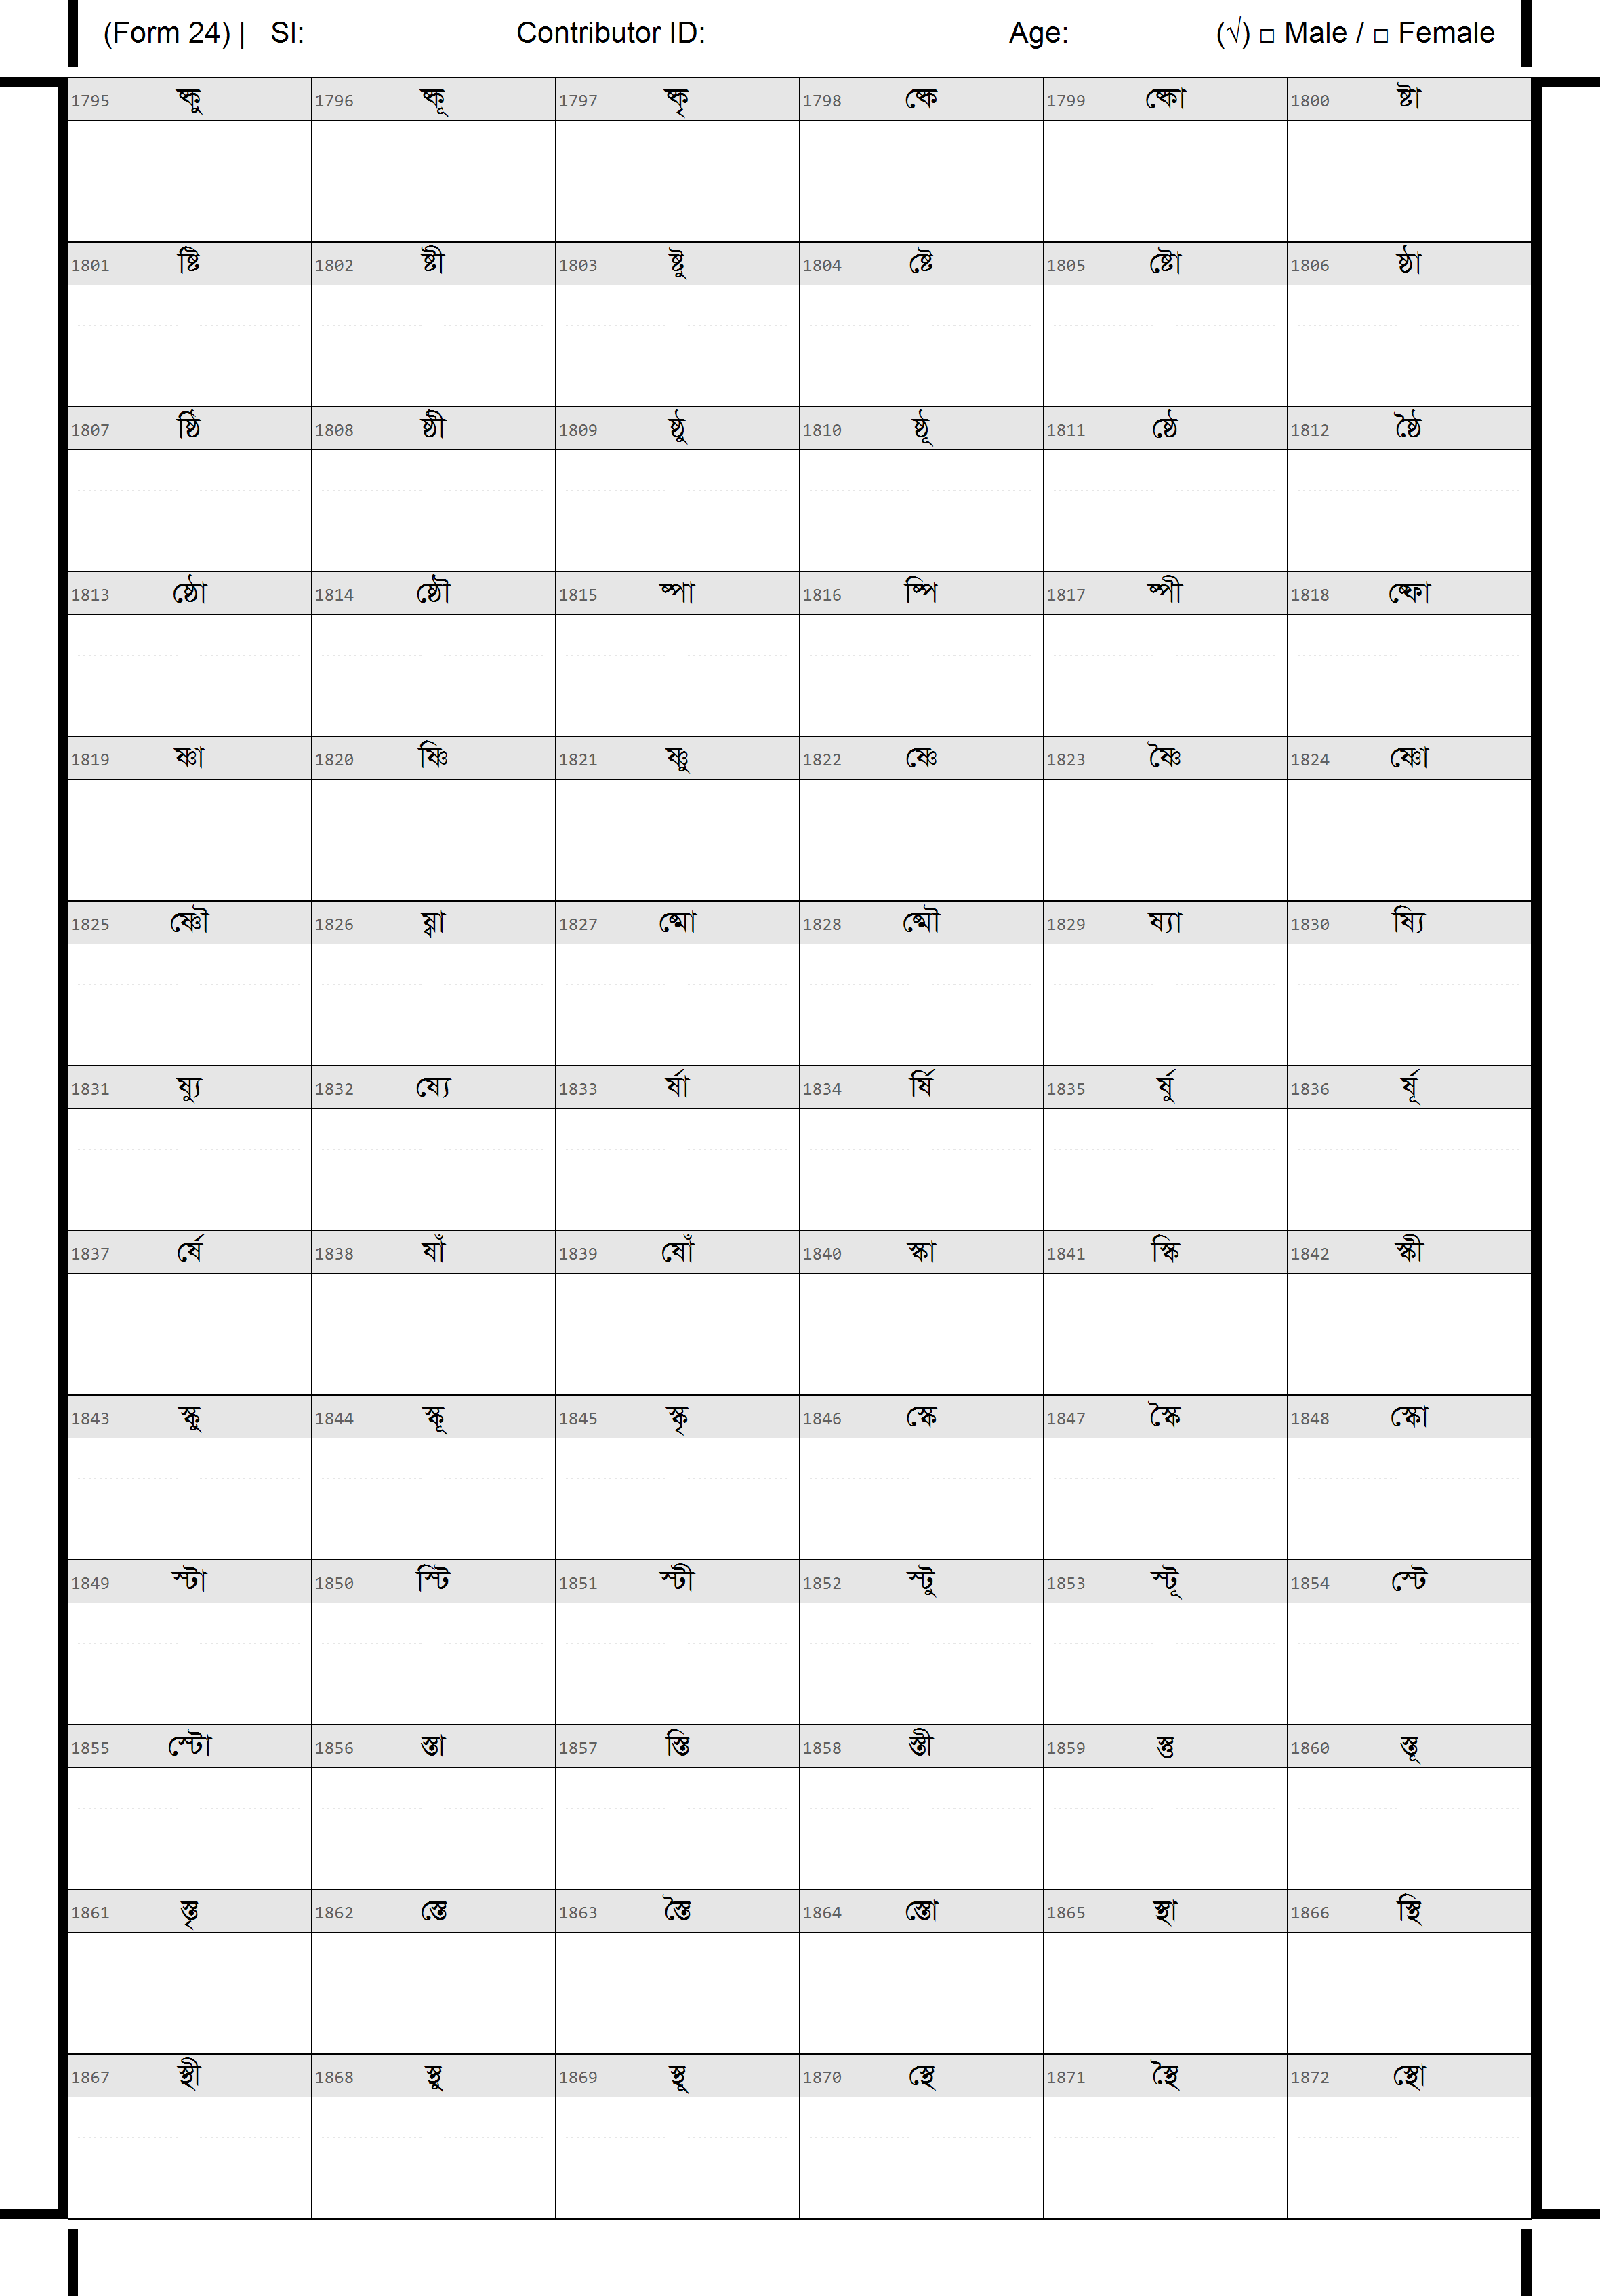 (Form 24) | Sl: Contributor ID: Age: (√) □ Male / □ Female
1795 ষ্কু 1796 ষ্কূ 1797 ষ্কৃ 1798 ষ্কে 1799 ষ্কো 1800 ষ্টা
1801 ষ্টি 1802 ষ্টী 1803 ষ্টু 1804 ষ্টে 1805 ষ্টো 1806 ষ্ঠা
1807 ষ্ঠি 1808 ষ্ঠী 1809 ষ্ঠু 1810 ষ্ঠূ 1811 ষ্ঠে 1812 ষ্ঠৈ
1813 ষ্ঠো 1814 ষ্ঠৌ 1815 ষ্পা 1816 ষ্পি 1817 ষ্পী 1818 ষ্ফো
1819 ষ্ণা 1820 ষ্ণি 1821 ষ্ণু 1822 ষ্ণে 1823 ষ্ণৈ 1824 ষ্ণো
1825 ষ্ণৌ 1826 ষ্বা 1827 ষ্মো 1828 ষ্মৌ 1829 ষ্যা 1830 ষ্যি
1831 ষ্যু 1832 ষ্যে 1833 র্ষা 1834 র্ষি 1835 র্ষু 1836 র্ষূ
1837 র্ষে 1838 ষাঁ 1839 ষোঁ 1840 স্কা 1841 স্কি 1842 স্কী
1843 স্কু 1844 স্কূ 1845 স্কৃ 1846 স্কে 1847 স্কৈ 1848 স্কো
1849 স্টা 1850 স্টি 1851 স্টী 1852 স্টু 1853 স্টূ 1854 স্টে
1855 স্টো 1856 স্তা 1857 স্তি 1858 স্তী 1859 স্তু 1860 স্তূ
1861 স্তৃ 1862 স্তে 1863 স্তৈ 1864 স্তো 1865 স্থা 1866 স্থি
1867 স্থী 1868 স্থু 1869 স্থূ 1870 স্থে 1871 স্থৈ 1872 স্থো